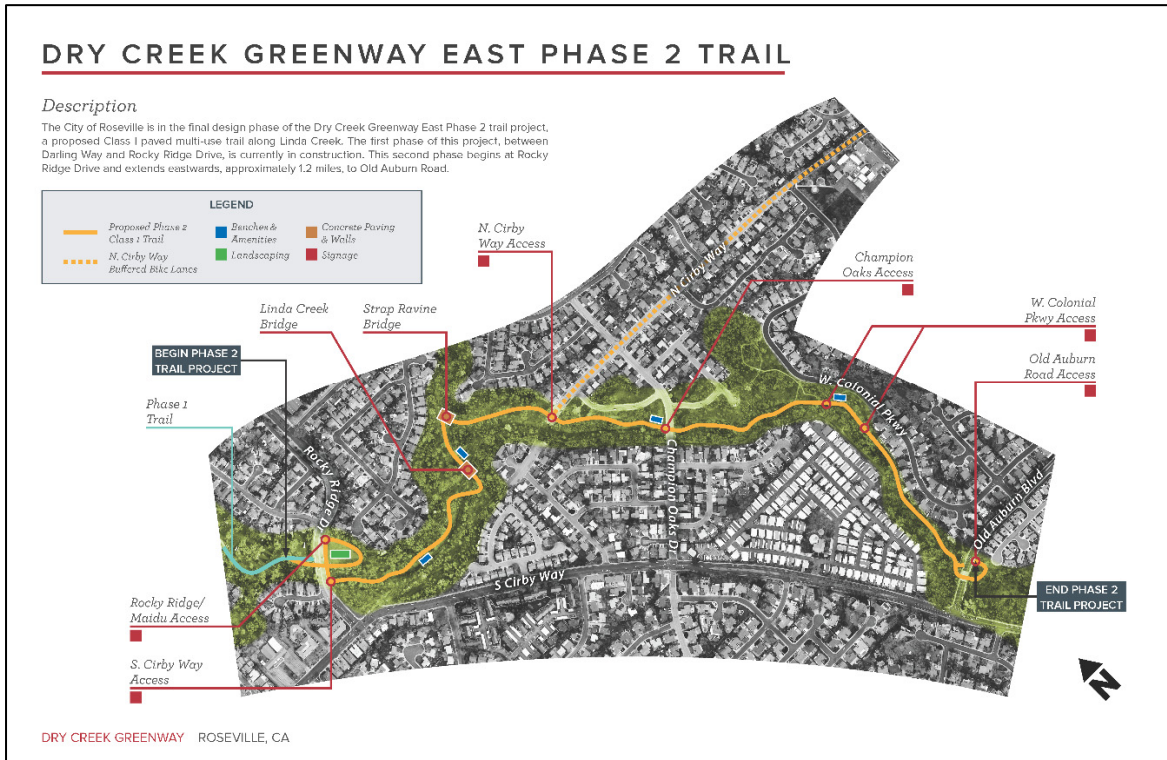 DRY CREEK GREENWAY EAST PHASE 2 TRAIL
Description
The City of Roseville is in the final design phase of the Dry Creek Greenway East Phase 2 trail project,
a proposed Class I paved multi-use trail along Linda Creek. The first phase of this project, between
Darling Way and Rocky Ridge Drive, is currently in construction. This second phase begins at Rocky
Ridge Drive and extends eastwards, approximately 1.2 miles, to Old Auburn Road.
LEGEND
Proposed Phase 2
Class 1 Trail
N. Cirby Way
Buffered Bike Lanes
Benches &
Amenities
Landscaping
Concrete Paving
& Walls
Signage
N. Cirby
Way Access
Champion
Oaks Access
Linda Creek
Bridge
Strap Ravine
Bridge
W. Colonial
Pkwy Access
BEGIN PHASE 2
TRAIL PROJECT
Old Auburn
Road Access
Phase 1
Trail
N Cirby Way
W. Colonial Pkwy
Rocky Ridge Dr
Champion Oaks Dr
Old Auburn Blvd
S Cirby Way
END PHASE 2
TRAIL PROJECT
Rocky Ridge/
Maidu Access
S. Cirby Way
Access
N
DRY CREEK GREENWAY ROSEVILLE, CA